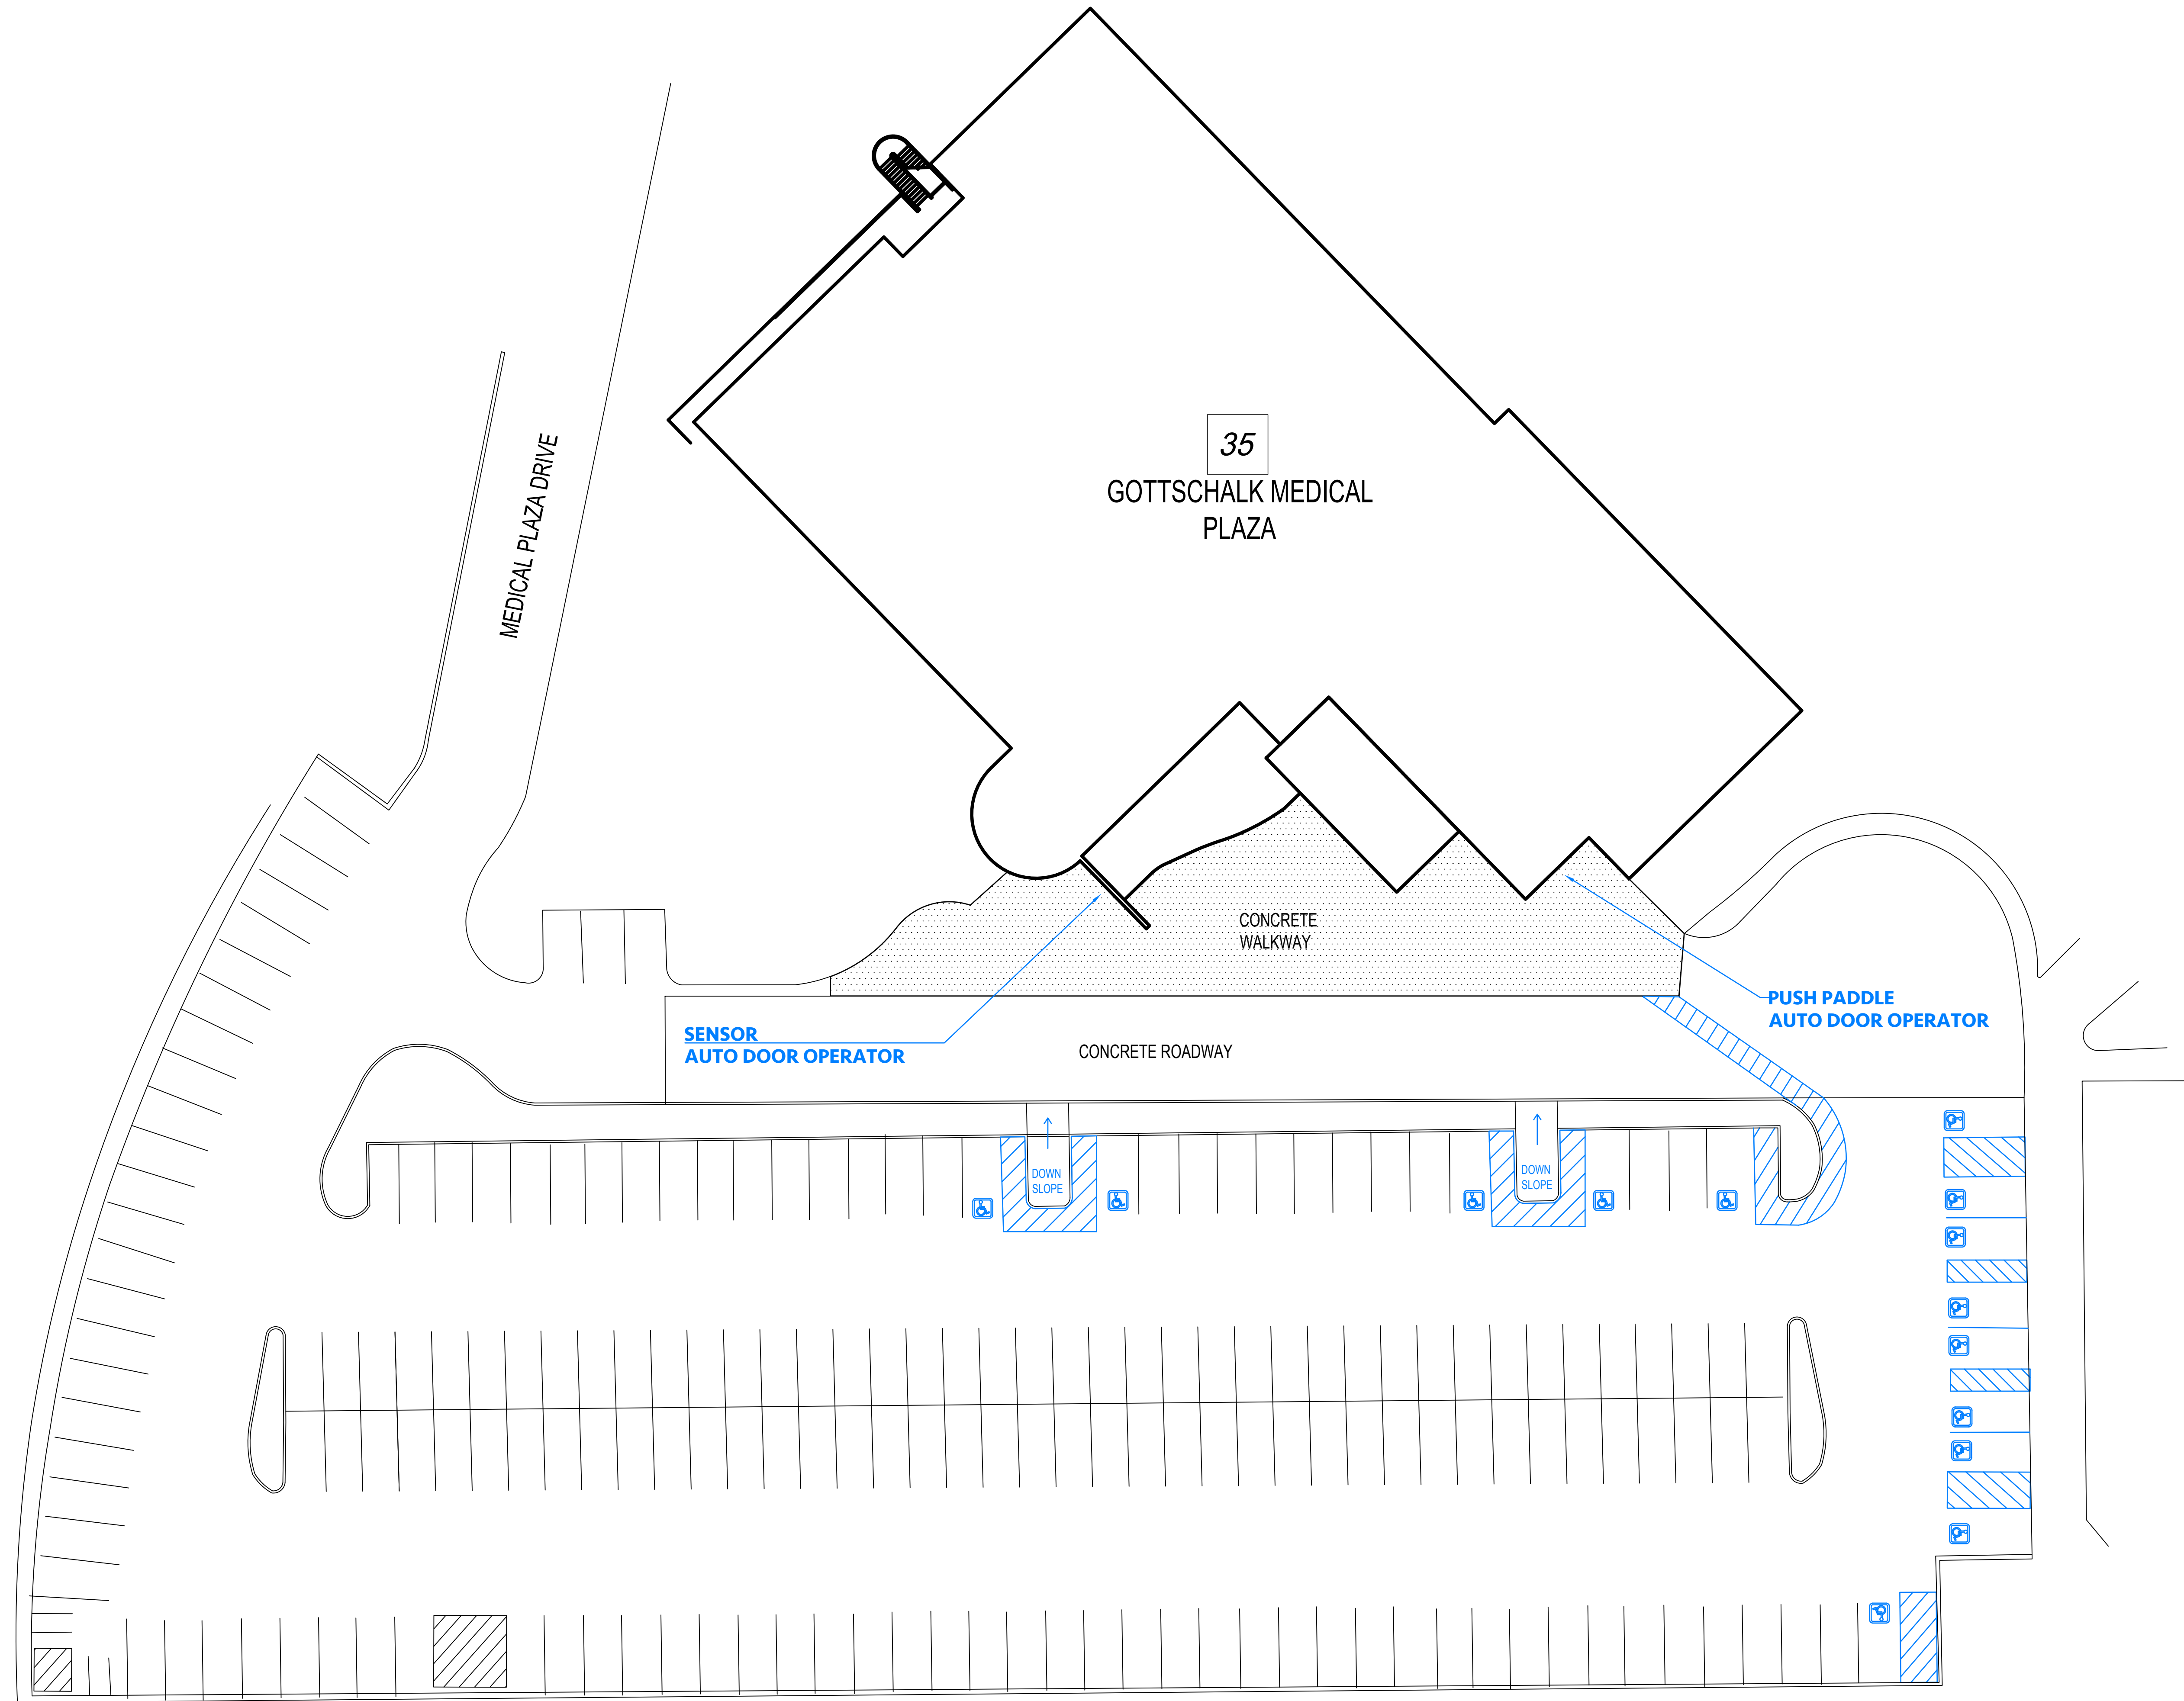 35
GOTTSCHALK MEDICAL
PLAZA
MEDICAL PLAZA DRIVE
CONCRETE
WALKWAY
PUSH PADDLE
AUTO DOOR OPERATOR
SENSOR
AUTO DOOR OPERATOR
CONCRETE ROADWAY
DOWN
SLOPE
DOWN
SLOPE